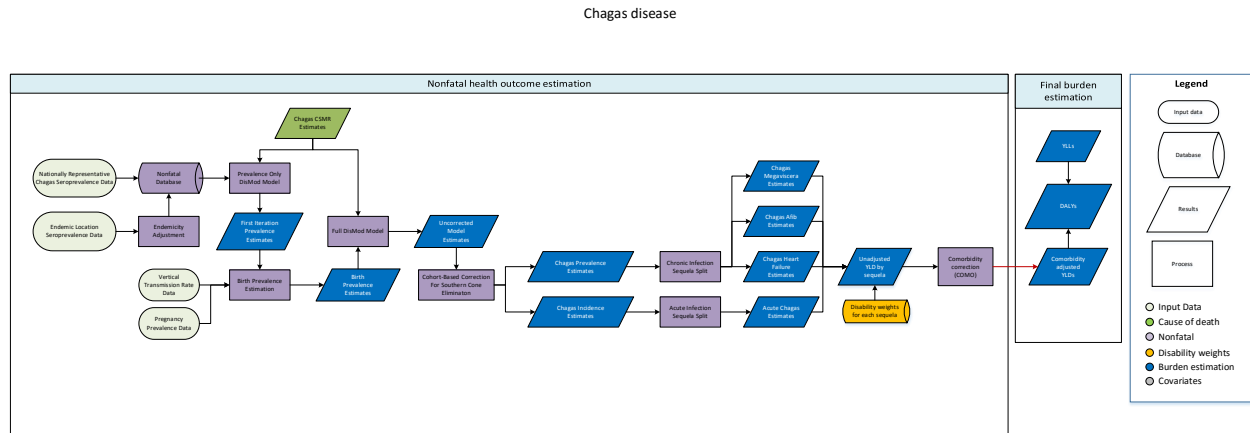 Chagas disease
Nonfatal health outcome estimation
Chagas CSMR
Estimates
Nationally Representative
Chagas Seroprevalence Data
Nonfatal
Database
Prevalence Only
DisMod Model
Endemic Location
Seroprevalence Data
Endemicity
Adjustment
First Iteration
Prevalence
Estimates
Full DisMod Model
Uncorrected
Model
Estimates
Vertical
Transmission Rate
Data
Birth Prevalence
Estimation
Birth
Prevalence
Estimates
Cohort-Based Correction
For Southern Cone
Eliminaton
Pregnancy
Prevalence Data
Chagas Prevalence
Estimates
Chagas Incidence
Estimates
Chronic Infection
Sequela Split
Acute Infection
Sequela Split
Chagas
Megaviscera
Estimates
Chagas Afib
Estimates
Chagas Heart
Failure Estimates
Acute Chagas
Estimates
Unadjusted
YLD by
sequela
Disability weights
for each sequela
Comorbidity
correction
(COMO)
Final burden
estimation
YLLs
DALYs
Comorbidity
adjusted
YLDs
Legend
Input data
Database
Results
Process
Input Data
Cause of death
Nonfatal
Disability weights
Burden estimation
Covariates